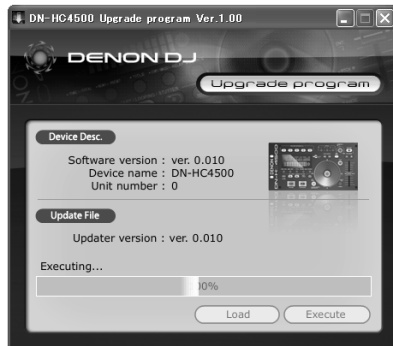 DN-HC4500 Upgrade program Ver.1.00
DENON DJ
Upgrade program
Device Desc.
Software version : ver. 0.010
Device name : DN-HC4500
Unit number : 0
Update File
Updater version : ver. 0.010
Executing...
00%
Load Execute